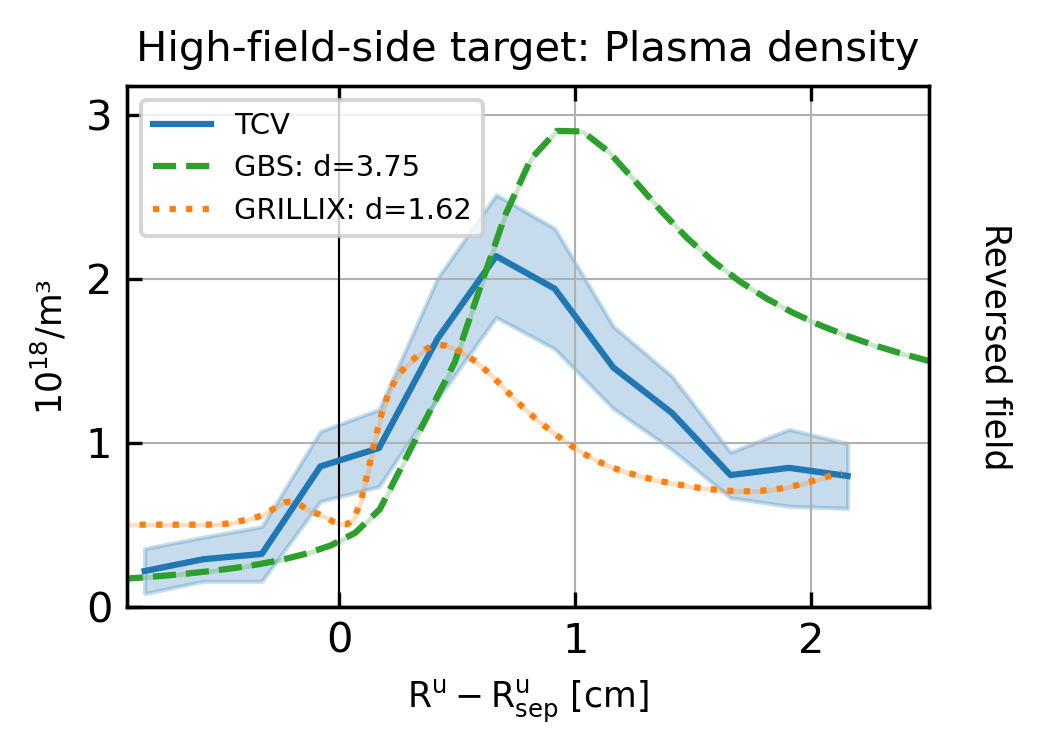 High-field-side target: Plasma density
3
2
1
0
10¹⁸/m³
TCV
GBS: d=3.75
GRILLIX: d=1.62
0 1 2
Rᵘ − Rᵘsep [cm]
Reversed field